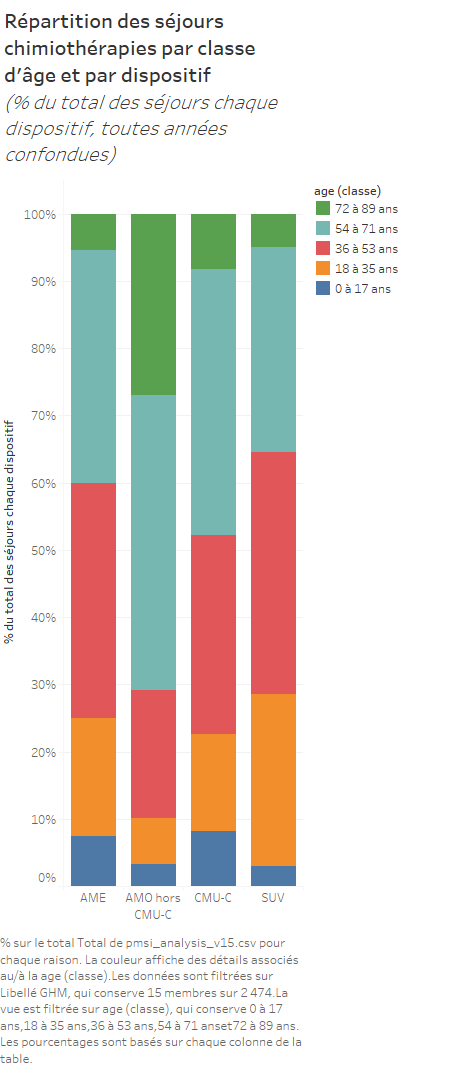 Répartition des séjours
chimiothérapies par classe
d’âge et par dispositif
(% du total des séjours chaque
dispositif, toutes années
confondues)
age (classe)
72 à 89 ans
54 à 71 ans
36 à 53 ans
18 à 35 ans
0 à 17 ans
% du total des séjours chaque dispositif
100%
90%
80%
70%
60%
50%
40%
30%
20%
10%
0%
AME
AMO hors
CMU-C
CMU-C
SUV
% sur le total Total de pmsi_analysis_v15.csv pour
chaque raison. La couleur affiche des détails associés
au/à la age (classe).Les données sont filtrées sur
Libellé GHM, qui conserve 15 membres sur 2 474.La
vue est filtrée sur age (classe), qui conserve 0 à 17
ans,18 à 35 ans,36 à 53 ans,54 à 71 anset72 à 89 ans.
Les pourcentages sont basés sur chaque colonne de la
table.